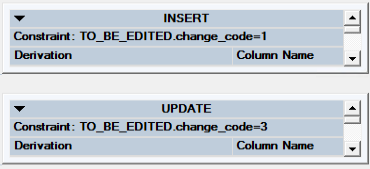 INSERT
Constraint: TO_BE_EDITED.change_code=1
Derivation Column Name
UPDATE
Constraint: TO_BE_EDITED.change_code=3
Derivation Column Name